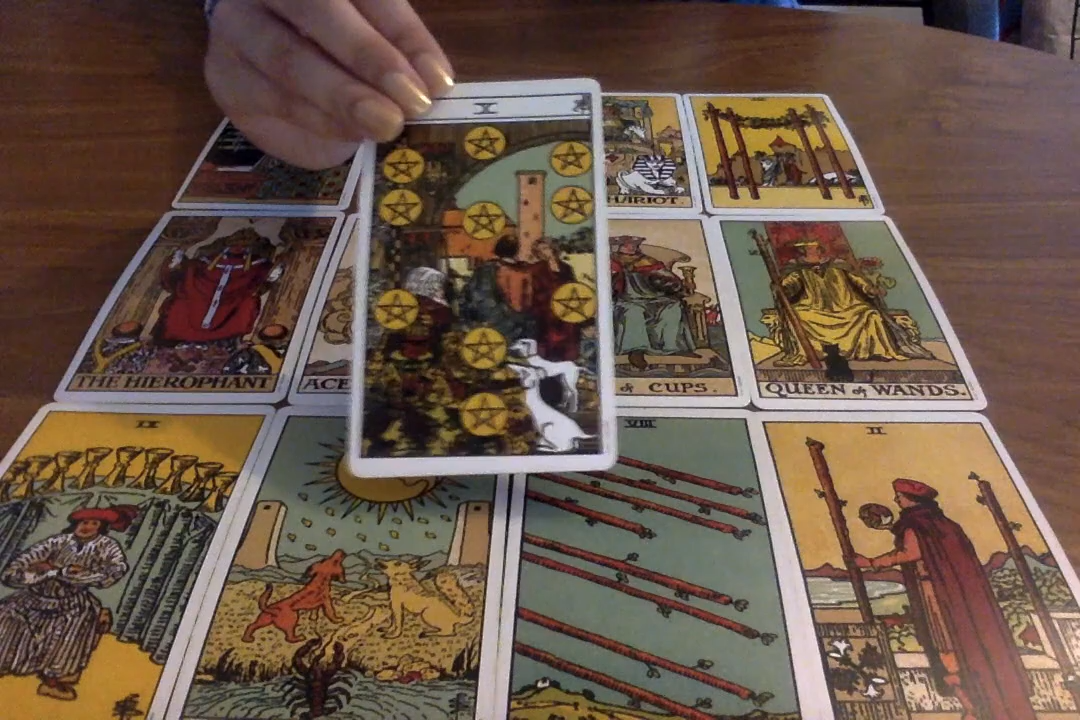 X
HARIOT.
THE HIEROPHANT
ACE
& CUPS.
QUEEN of WANDS.
IX
VIII
II